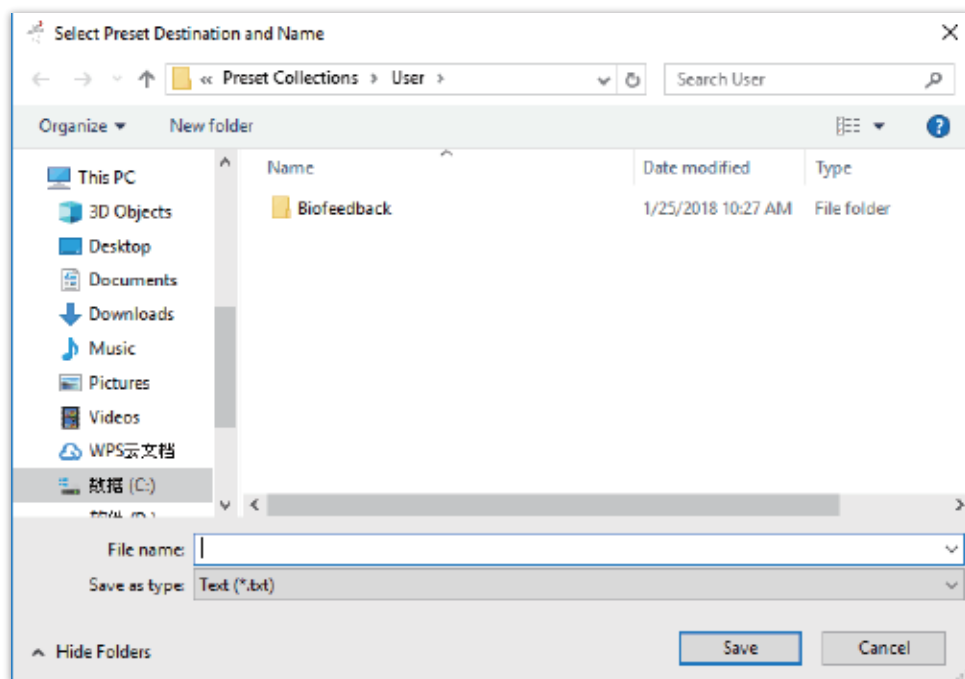 Select Preset Destination and Name
« Preset Collections › User ›
Search User
Organize
New folder
Name
Date modified
Type
This PC
3D Objects
Desktop
Documents
Downloads
Music
Pictures
Videos
WPS云文档
数据 (C:)
Biofeedback
1/25/2018 10:27 AM
File folder
File name:
Save as type:
Text (*.txt)
Hide Folders
Save
Cancel